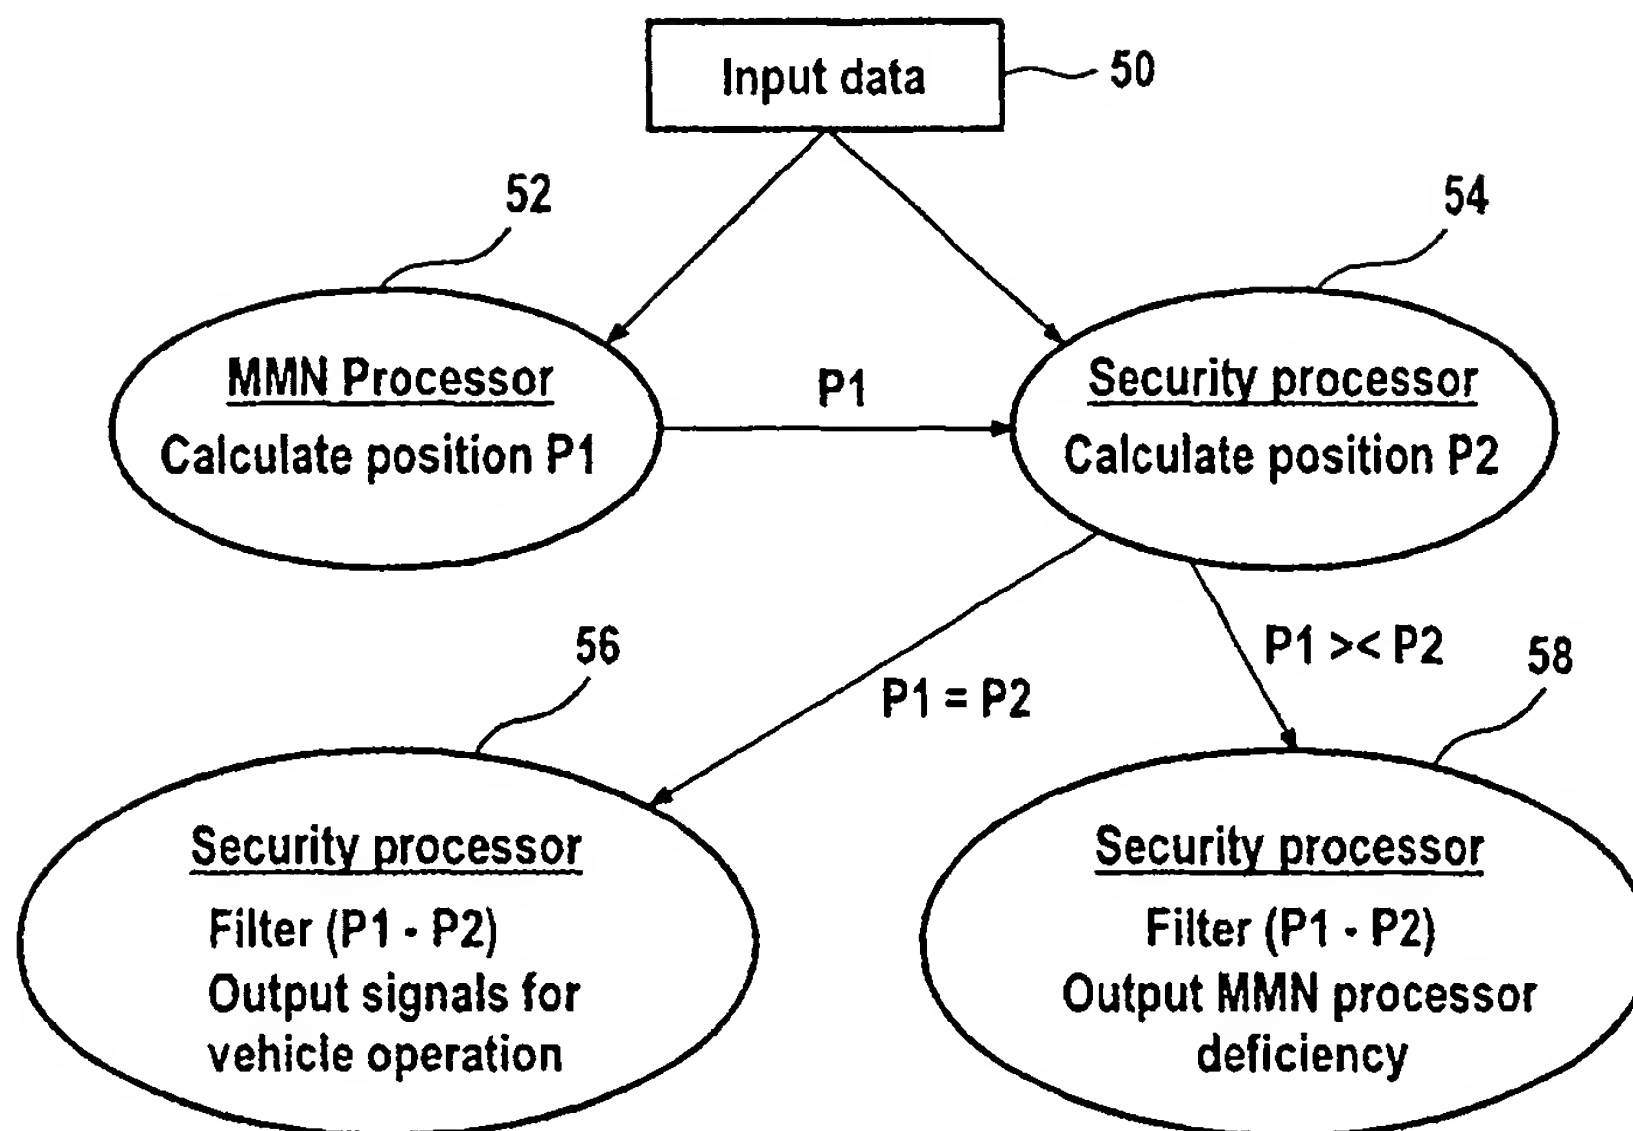 Input data
50
52
54
MMN Processor
Calculate position P1
P1
Security processor
Calculate position P2
56
P1 = P2
P1 >< P2
58
Security processor
Filter (P1 - P2)
Output signals for
vehicle operation
Security processor
Filter (P1 - P2)
Output MMN processor
deficiency